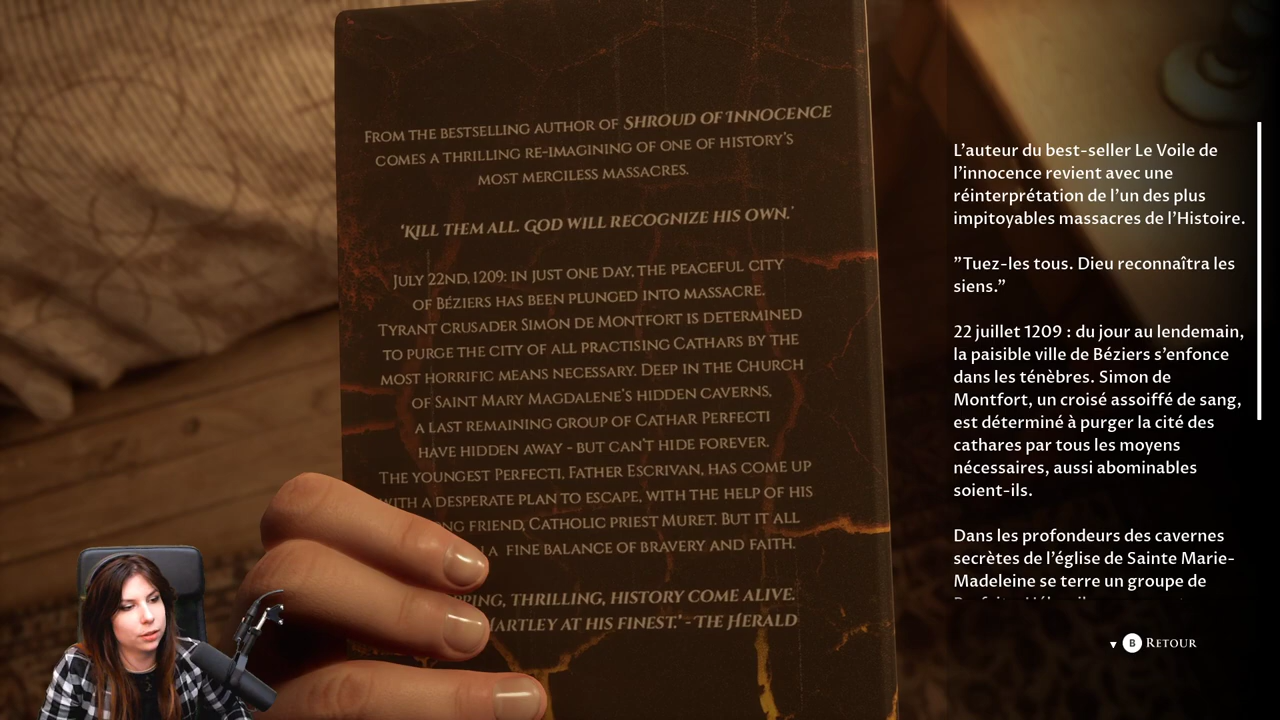 From the bestselling author of Shroud of Innocence
comes a thrilling re-imagining of one of history's
most merciless massacres.
'Kill them all. God will recognize his own.'
July 22nd, 1209: in just one day, the peaceful city
of Béziers has been plunged into massacre.
Tyrant crusader Simon de Montfort is determined
to purge the city of all practising Cathars by the
most horrific means necessary. Deep in the Church
of Saint Mary Magdalene's hidden caverns,
a last remaining group of Cathar Perfecti
have hidden away - but can't hide forever.
The youngest Perfecti, Father Escrivan, has come up
with a desperate plan to escape, with the help of his
friend, Catholic priest Muret. But it all
a fine balance of bravery and faith.
thrilling, history come alive.
Hartley at his finest.' - The Herald
L'auteur du best-seller Le Voile de
l'innocence revient avec une
réinterprétation de l'un des plus
impitoyables massacres de l'Histoire.
"Tuez-les tous. Dieu reconnaîtra les
siens."
22 juillet 1209 : du jour au lendemain,
la paisible ville de Béziers s'enfonce
dans les ténèbres. Simon de
Montfort, un croisé assoiffé de sang,
est déterminé à purger la cité des
cathares par tous les moyens
nécessaires, aussi abominables
soient-ils.
Dans les profondeurs des cavernes
secrètes de l'église de Sainte Marie-
Madeleine se terre un groupe de
B Retour